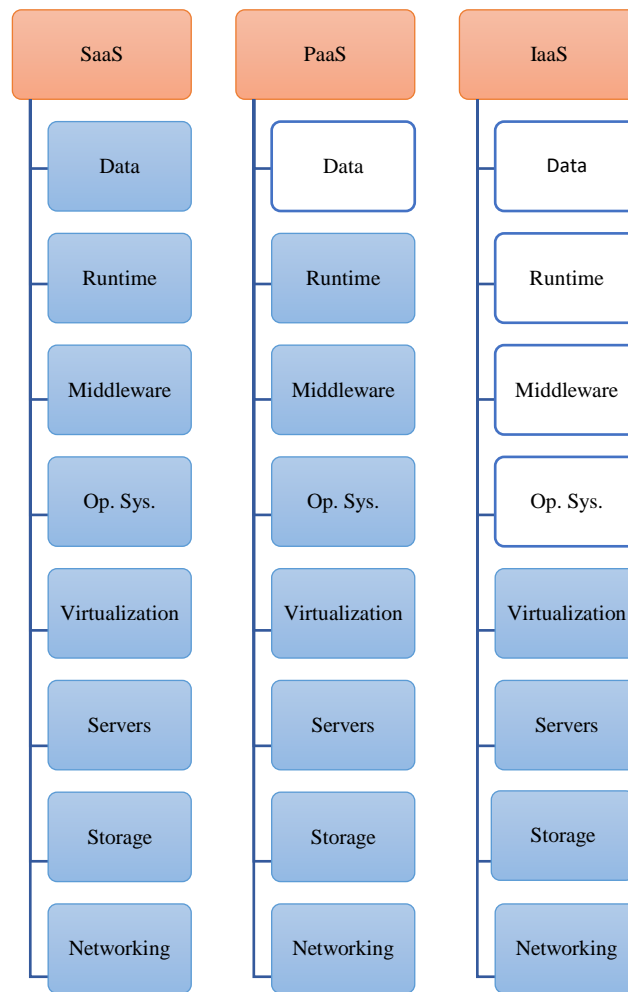 SaaS
Data
Runtime
Middleware
Op. Sys.
Virtualization
Servers
Storage
Networking
PaaS
Data
Runtime
Middleware
Op. Sys.
Virtualization
Servers
Storage
Networking
IaaS
Data
Runtime
Middleware
Op. Sys.
Virtualization
Servers
Storage
Networking